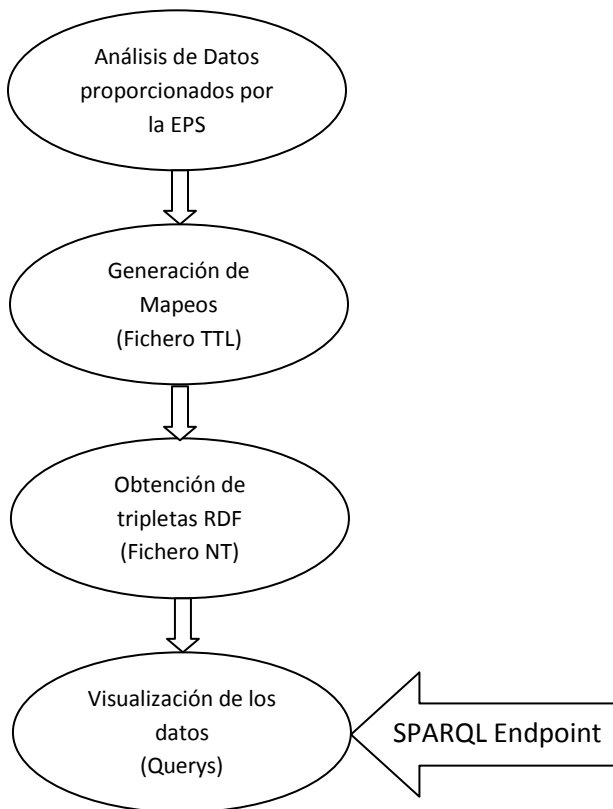 Análisis de Datos
proporcionados por
la EPS
Generación de
Mapeos
(Fichero TTL)
Obtención de
tripletas RDF
(Fichero NT)
Visualización de los
datos
(Querys)
SPARQL Endpoint